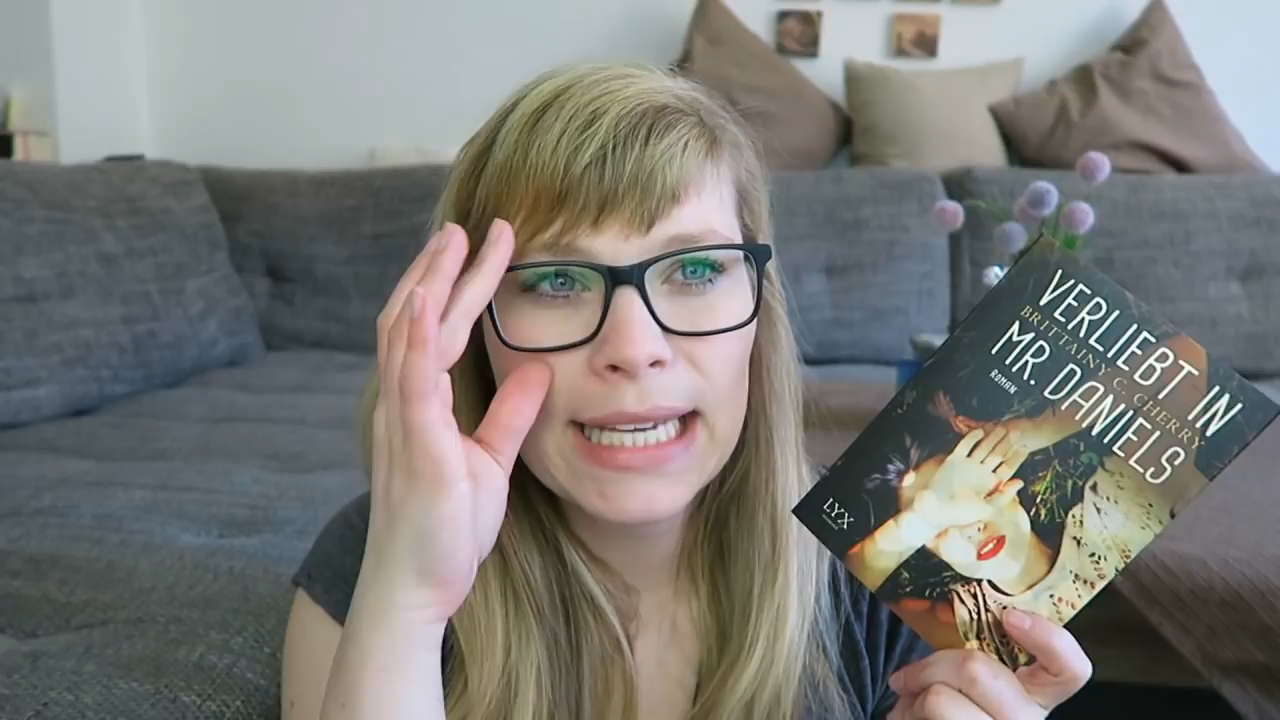 VERLIEBT IN
BRITTAINY C. CHERRY
MR. DANIELS
ROMAN
LYX